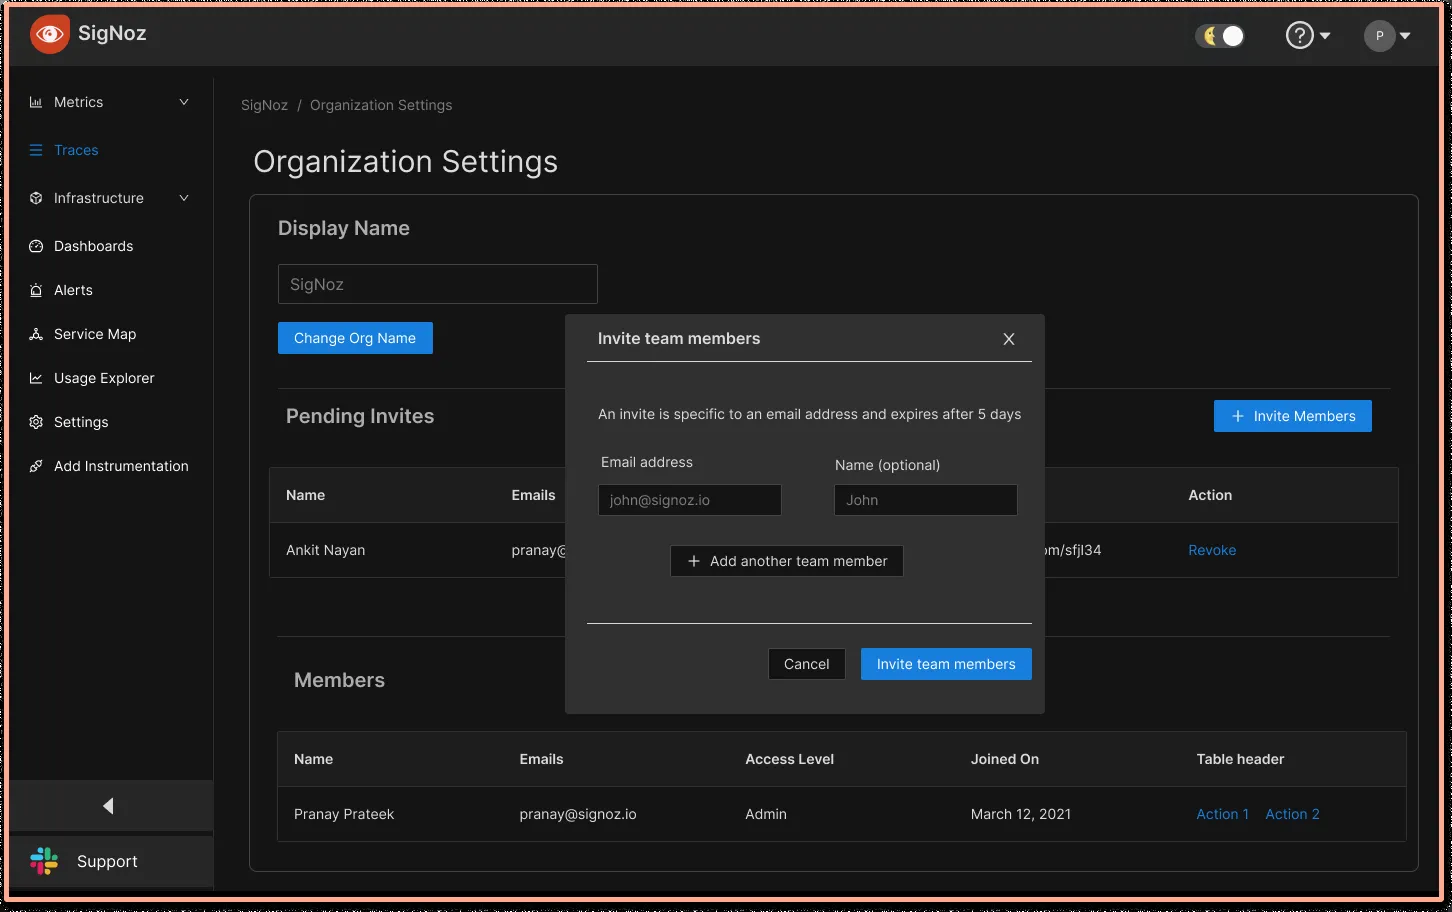 SigNoz
?
P
Metrics
Traces
Infrastructure
Dashboards
Alerts
Service Map
Usage Explorer
Settings
Add Instrumentation
Support
SigNoz / Organization Settings
Organization Settings
Display Name
SigNoz
Change Org Name
Pending Invites
+ Invite Members
Name Emails Action
Ankit Nayan pranay@ om/sfjl34 Revoke
Invite team members
An invite is specific to an email address and expires after 5 days
Email address Name (optional)
john@signoz.io John
+ Add another team member
Cancel Invite team members
Members
Name Emails Access Level Joined On Table header
Pranay Prateek pranay@signoz.io Admin March 12, 2021 Action 1 Action 2